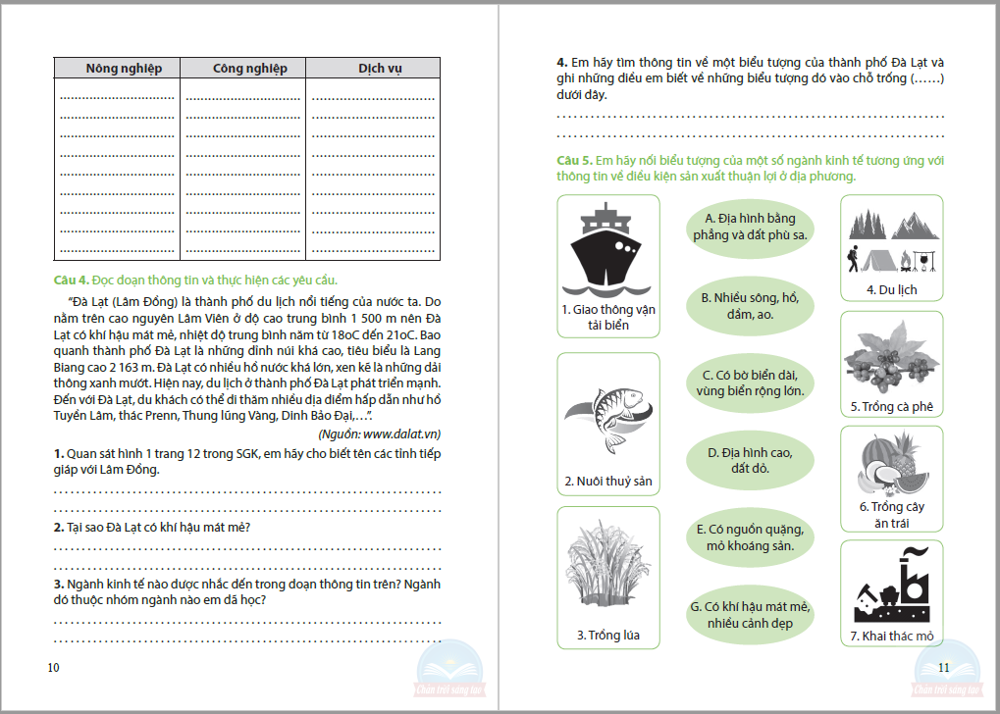 Nông nghiệp Công nghiệp Dịch vụ
................................ ................................ ................................
................................ ................................ ................................
................................ ................................ ................................
................................ ................................ ................................
................................ ................................ ................................
................................ ................................ ................................
................................ ................................ ................................
................................ ................................ ................................
................................ ................................ ................................
Câu 4. Đọc đoạn thông tin và thực hiện các yêu cầu.
“Đà Lạt (Lâm Đồng) là thành phố du lịch nổi tiếng của nước ta. Do
nằm trên cao nguyên Lâm Viên ở độ cao trung bình 1 500 m nên Đà
Lạt có khí hậu mát mẻ, nhiệt độ trung bình năm từ 18oC đến 21oC. Bao
quanh thành phố Đà Lạt là những đỉnh núi khá cao, tiêu biểu là Lang
Biang cao 2 163 m. Đà Lạt có nhiều hồ nước khá lớn, xen kẽ là những dải
thông xanh mướt. Hiện nay, du lịch ở thành phố Đà Lạt phát triển mạnh.
Đến với Đà Lạt, du khách có thể đi thăm nhiều địa điểm hấp dẫn như hồ
Tuyền Lâm, thác Prenn, Thung lũng Vàng, Dinh Bảo Đại,…”.
(Nguồn: www.dalat.vn)
1. Quan sát hình 1 trang 12 trong SGK, em hãy cho biết tên các tỉnh tiếp
giáp với Lâm Đồng.
................................................................
................................................................
2. Tại sao Đà Lạt có khí hậu mát mẻ?
................................................................
................................................................
3. Ngành kinh tế nào được nhắc đến trong đoạn thông tin trên? Ngành
đó thuộc nhóm ngành nào em đã học?
................................................................
................................................................
10
Chân trời sáng tạo
4. Em hãy tìm thông tin về một biểu tượng của thành phố Đà Lạt và
ghi những điều em biết về những biểu tượng đó vào chỗ trống (……)
dưới đây.
................................................................
................................................................
Câu 5. Em hãy nối biểu tượng của một số ngành kinh tế tương ứng với
thông tin về điều kiện sản xuất thuận lợi ở địa phương.
1. Giao thông vận
tải biển
2. Nuôi thuỷ sản
3. Trồng lúa
A. Địa hình bằng
phẳng và đất phù sa.
B. Nhiều sông, hồ,
đầm, ao.
C. Có bờ biển dài,
vùng biển rộng lớn.
D. Địa hình cao,
đất đỏ.
E. Có nguồn quặng,
mỏ khoáng sản.
G. Có khí hậu mát mẻ,
nhiều cảnh đẹp
4. Du lịch
5. Trồng cà phê
6. Trồng cây
ăn trái
7. Khai thác mỏ
11
Chân trời sáng tạo